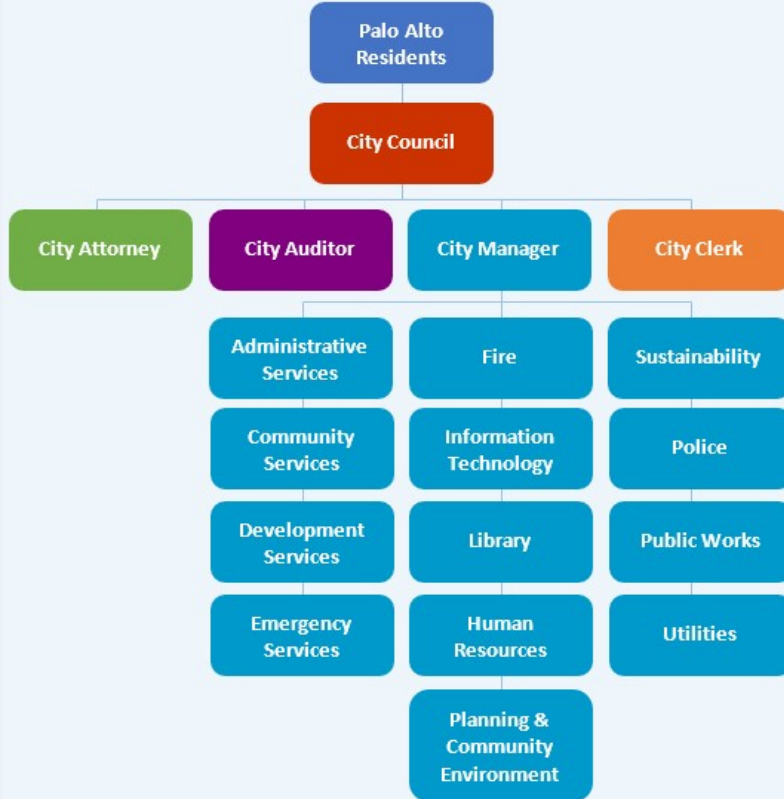 Palo Alto
Residents
City Council
City Attorney
City Auditor
City Manager
City Clerk
Administrative
Services
Fire
Sustainability
Community
Services
Information
Technology
Police
Development
Services
Library
Public Works
Emergency
Services
Human
Resources
Utilities
Planning &
Community
Environment